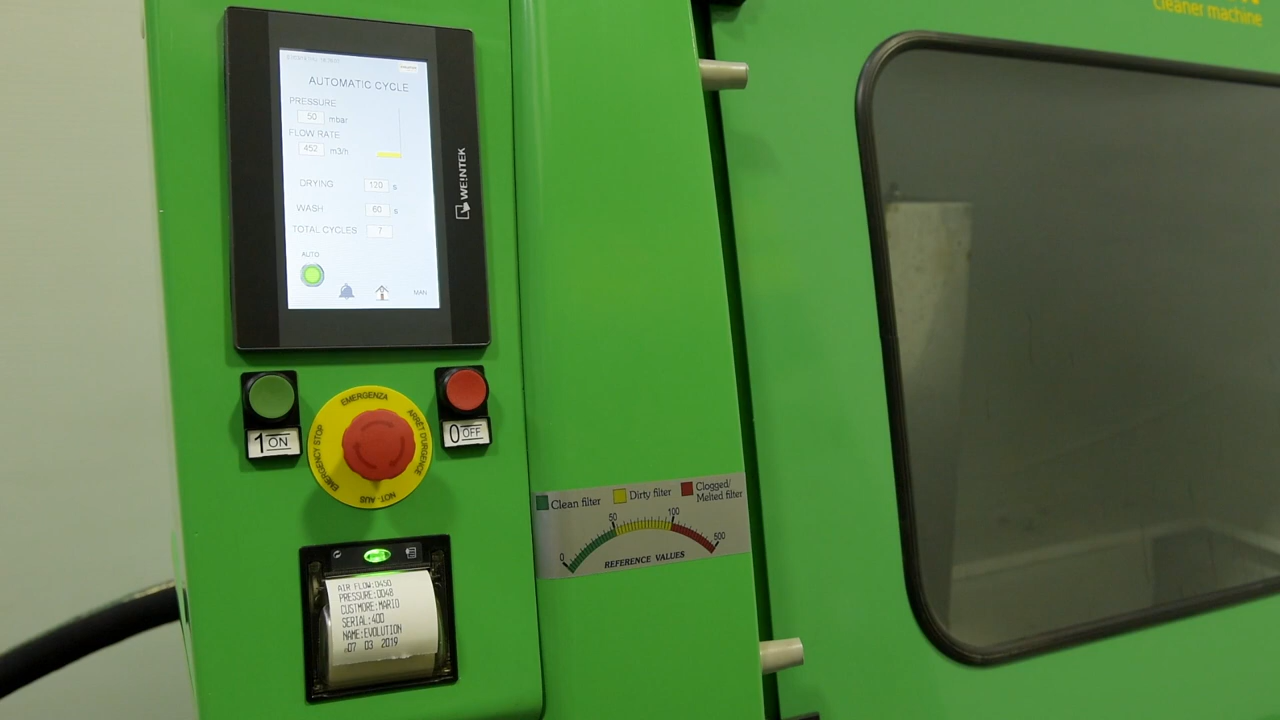 cleaner machine
AUTOMATIC CYCLE
PRESSURE
50 mbar
FLOW RATE
452 m3/h
DRYING 120 s
WASH 60 s
TOTAL CYCLES 7
AUTO
MAN
WEINTEK
1 ON
0 OFF
EMERGENZA
ARRÊT D'URGENCE
NOT-AUS
EMERGENCY STOP
Clean filter Dirty filter Clogged/
Melted filter
0 50 100 500
REFERENCE VALUES
AIR FLOW:0450
PRESSURE:0048
CUSTMORE:MARIO
SERIAL:400
NAME:EVOLUTION
07 03 2019